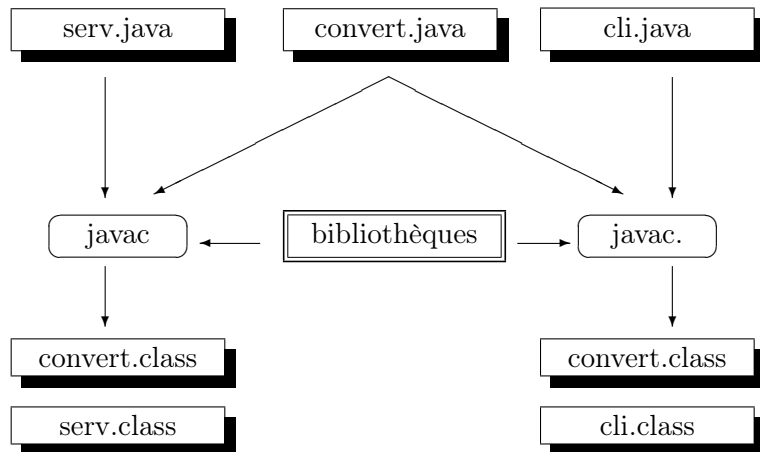 serv.java
convert.java
cli.java
javac
bibliothèques
javac.
convert.class
convert.class
serv.class
cli.class